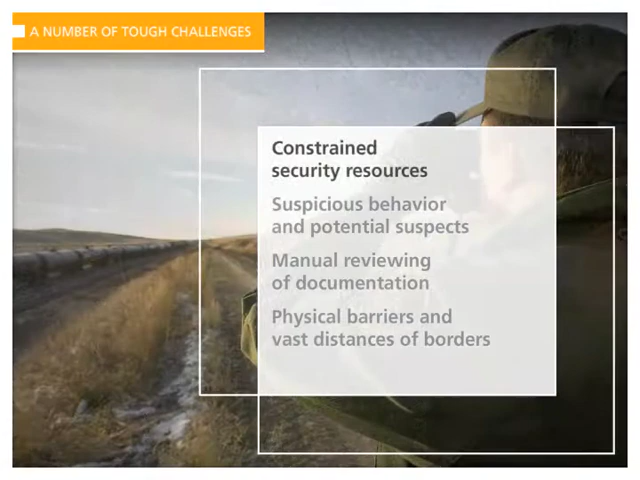 A NUMBER OF TOUGH CHALLENGES
Constrained
security resources
Suspicious behavior
and potential suspects
Manual reviewing
of documentation
Physical barriers and
vast distances of borders